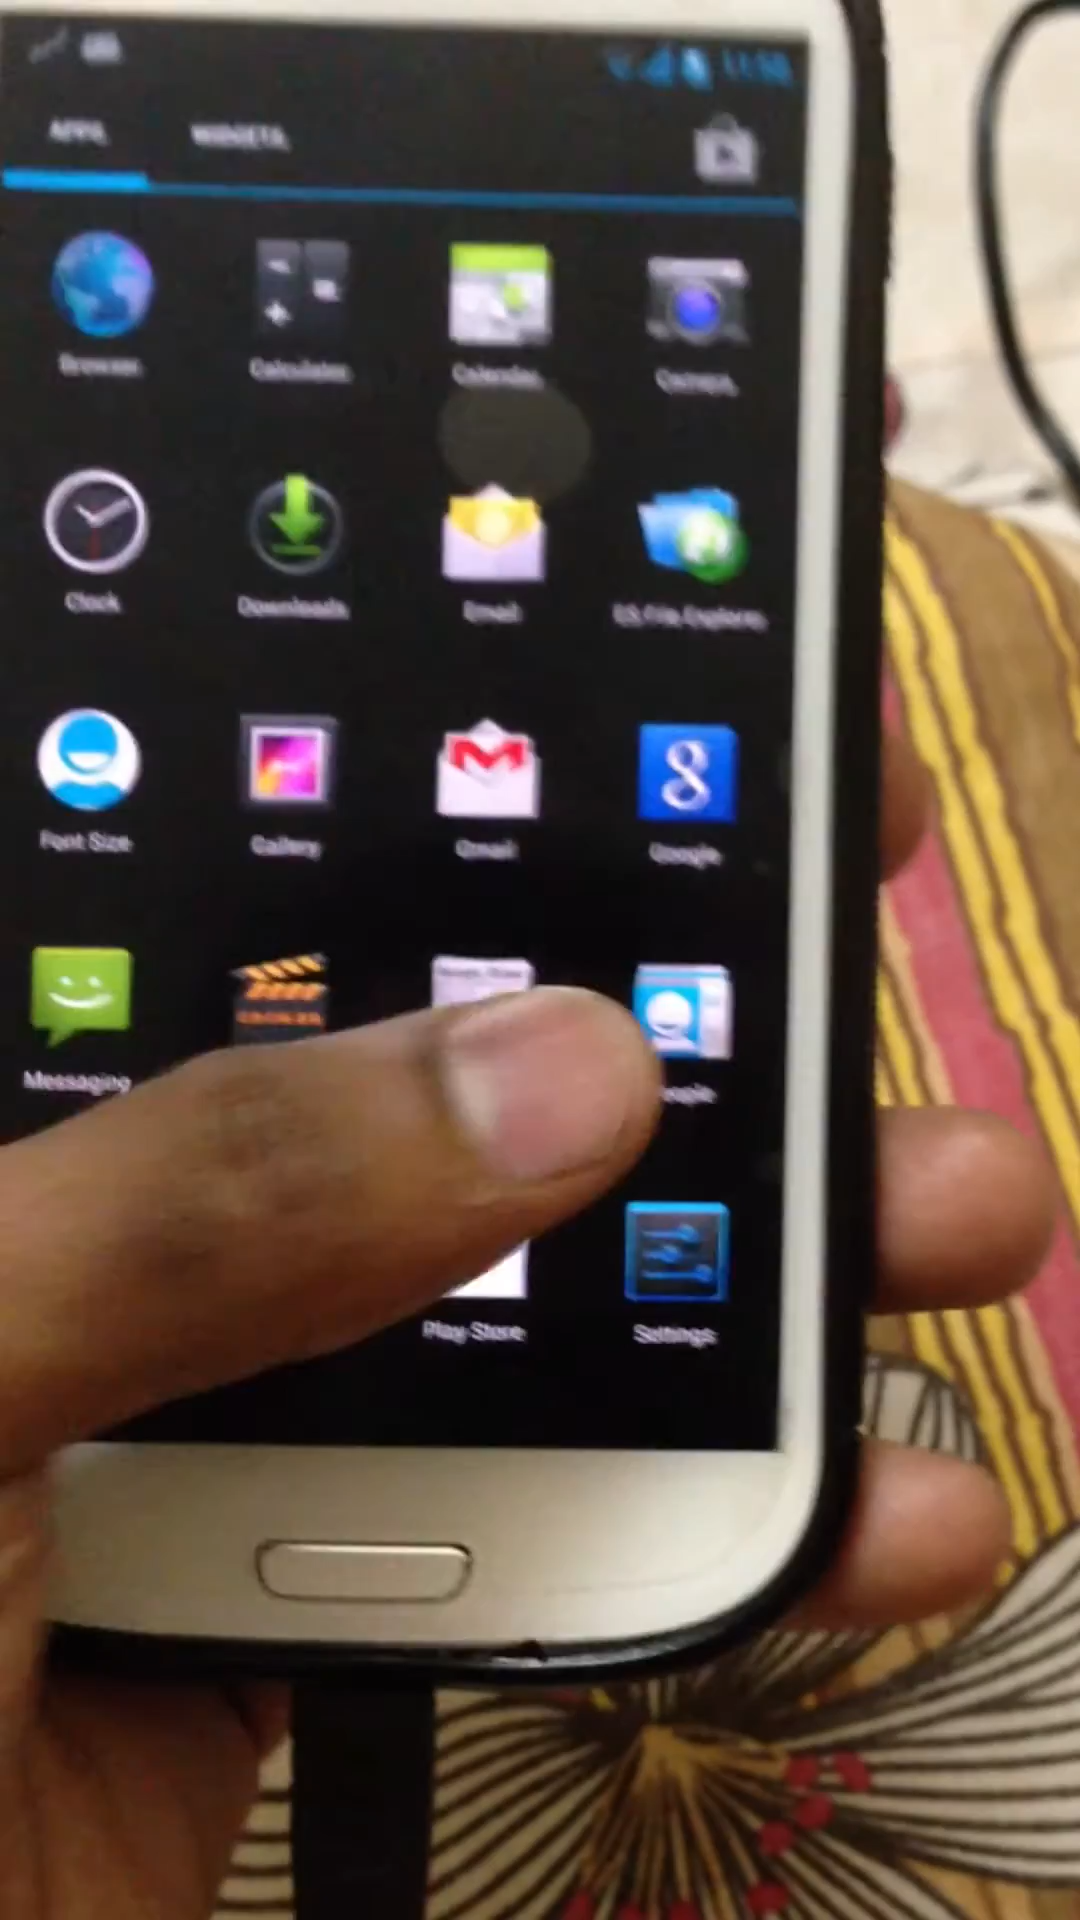 APPS WIDGETS
Browser Calculator Calendar Camera
Clock Downloads Email ES File Explorer
Font Size Gallery Gmail Google
Messaging
Play Store Settings